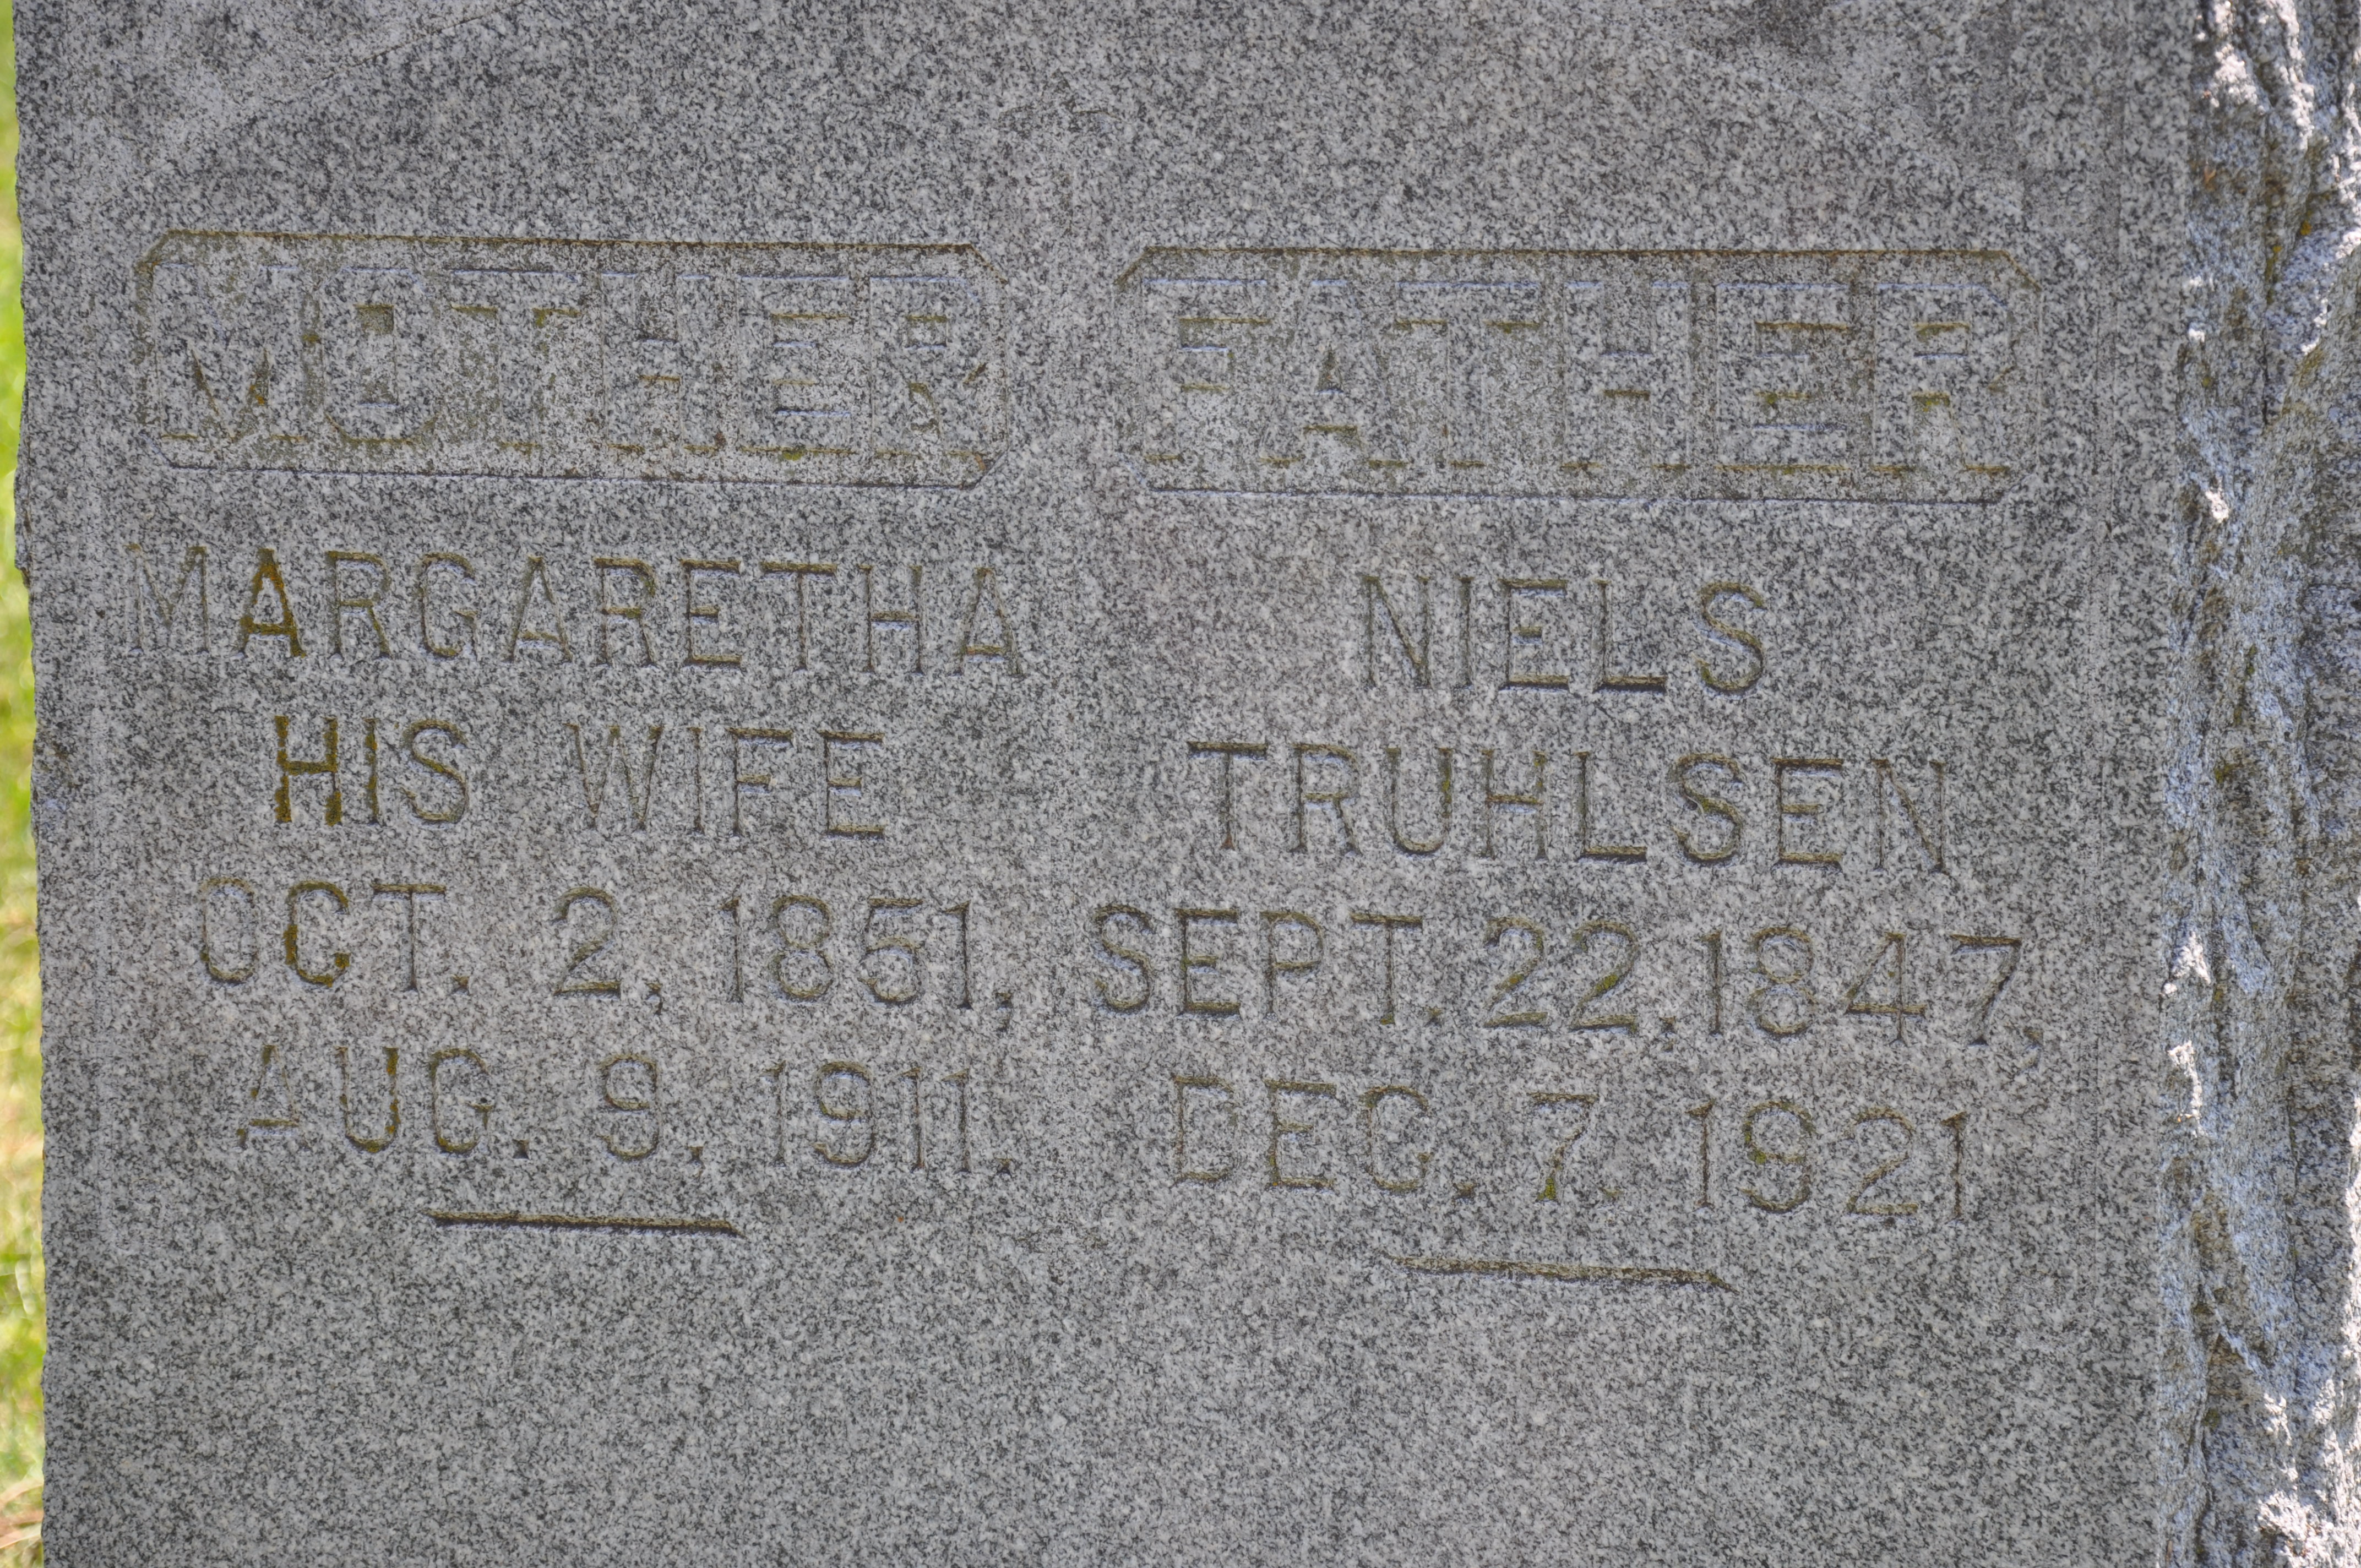 MOTHER
MARGARETHA
HIS WIFE
OCT. 2, 1851,
AUG. 9, 1911.
FATHER
NIELS
TRUHLSEN
SEPT. 22, 1847,
DEC. 7, 1921